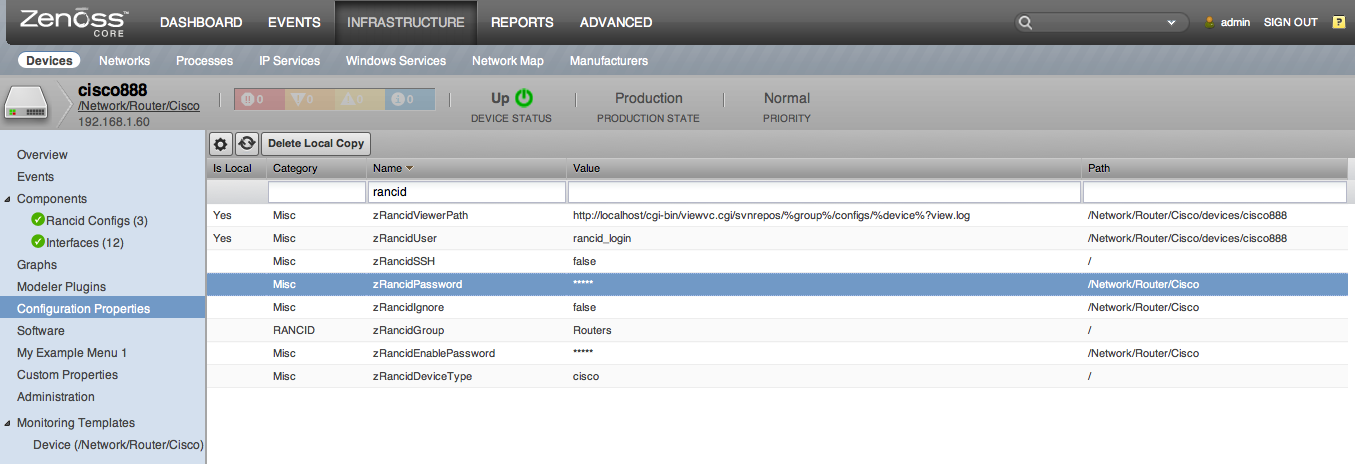 Zenoss CORE DASHBOARD EVENTS INFRASTRUCTURE REPORTS ADVANCED admin SIGN OUT ?
Devices Networks Processes IP Services Windows Services Network Map Manufacturers
cisco888
/Network/Router/Cisco
192.168.1.60
0 0 0 0
Up
DEVICE STATUS
Production
PRODUCTION STATE
Normal
PRIORITY
Overview
Events
Components
Rancid Configs (3)
Interfaces (12)
Graphs
Modeler Plugins
Configuration Properties
Software
My Example Menu 1
Custom Properties
Administration
Monitoring Templates
Device (/Network/Router/Cisco)
Delete Local Copy
Is Local Category Name Value Path
rancid
Yes Misc zRancidViewerPath http://localhost/cgi-bin/viewvc.cgi/svnrepos/%group%/configs/%device%?view.log /Network/Router/Cisco/devices/cisco888
Yes Misc zRancidUser rancid_login /Network/Router/Cisco/devices/cisco888
Misc zRancidSSH false /
Misc zRancidPassword ***** /Network/Router/Cisco
Misc zRancidIgnore false /Network/Router/Cisco
RANCID zRancidGroup Routers /
Misc zRancidEnablePassword ***** /Network/Router/Cisco
Misc zRancidDeviceType cisco /